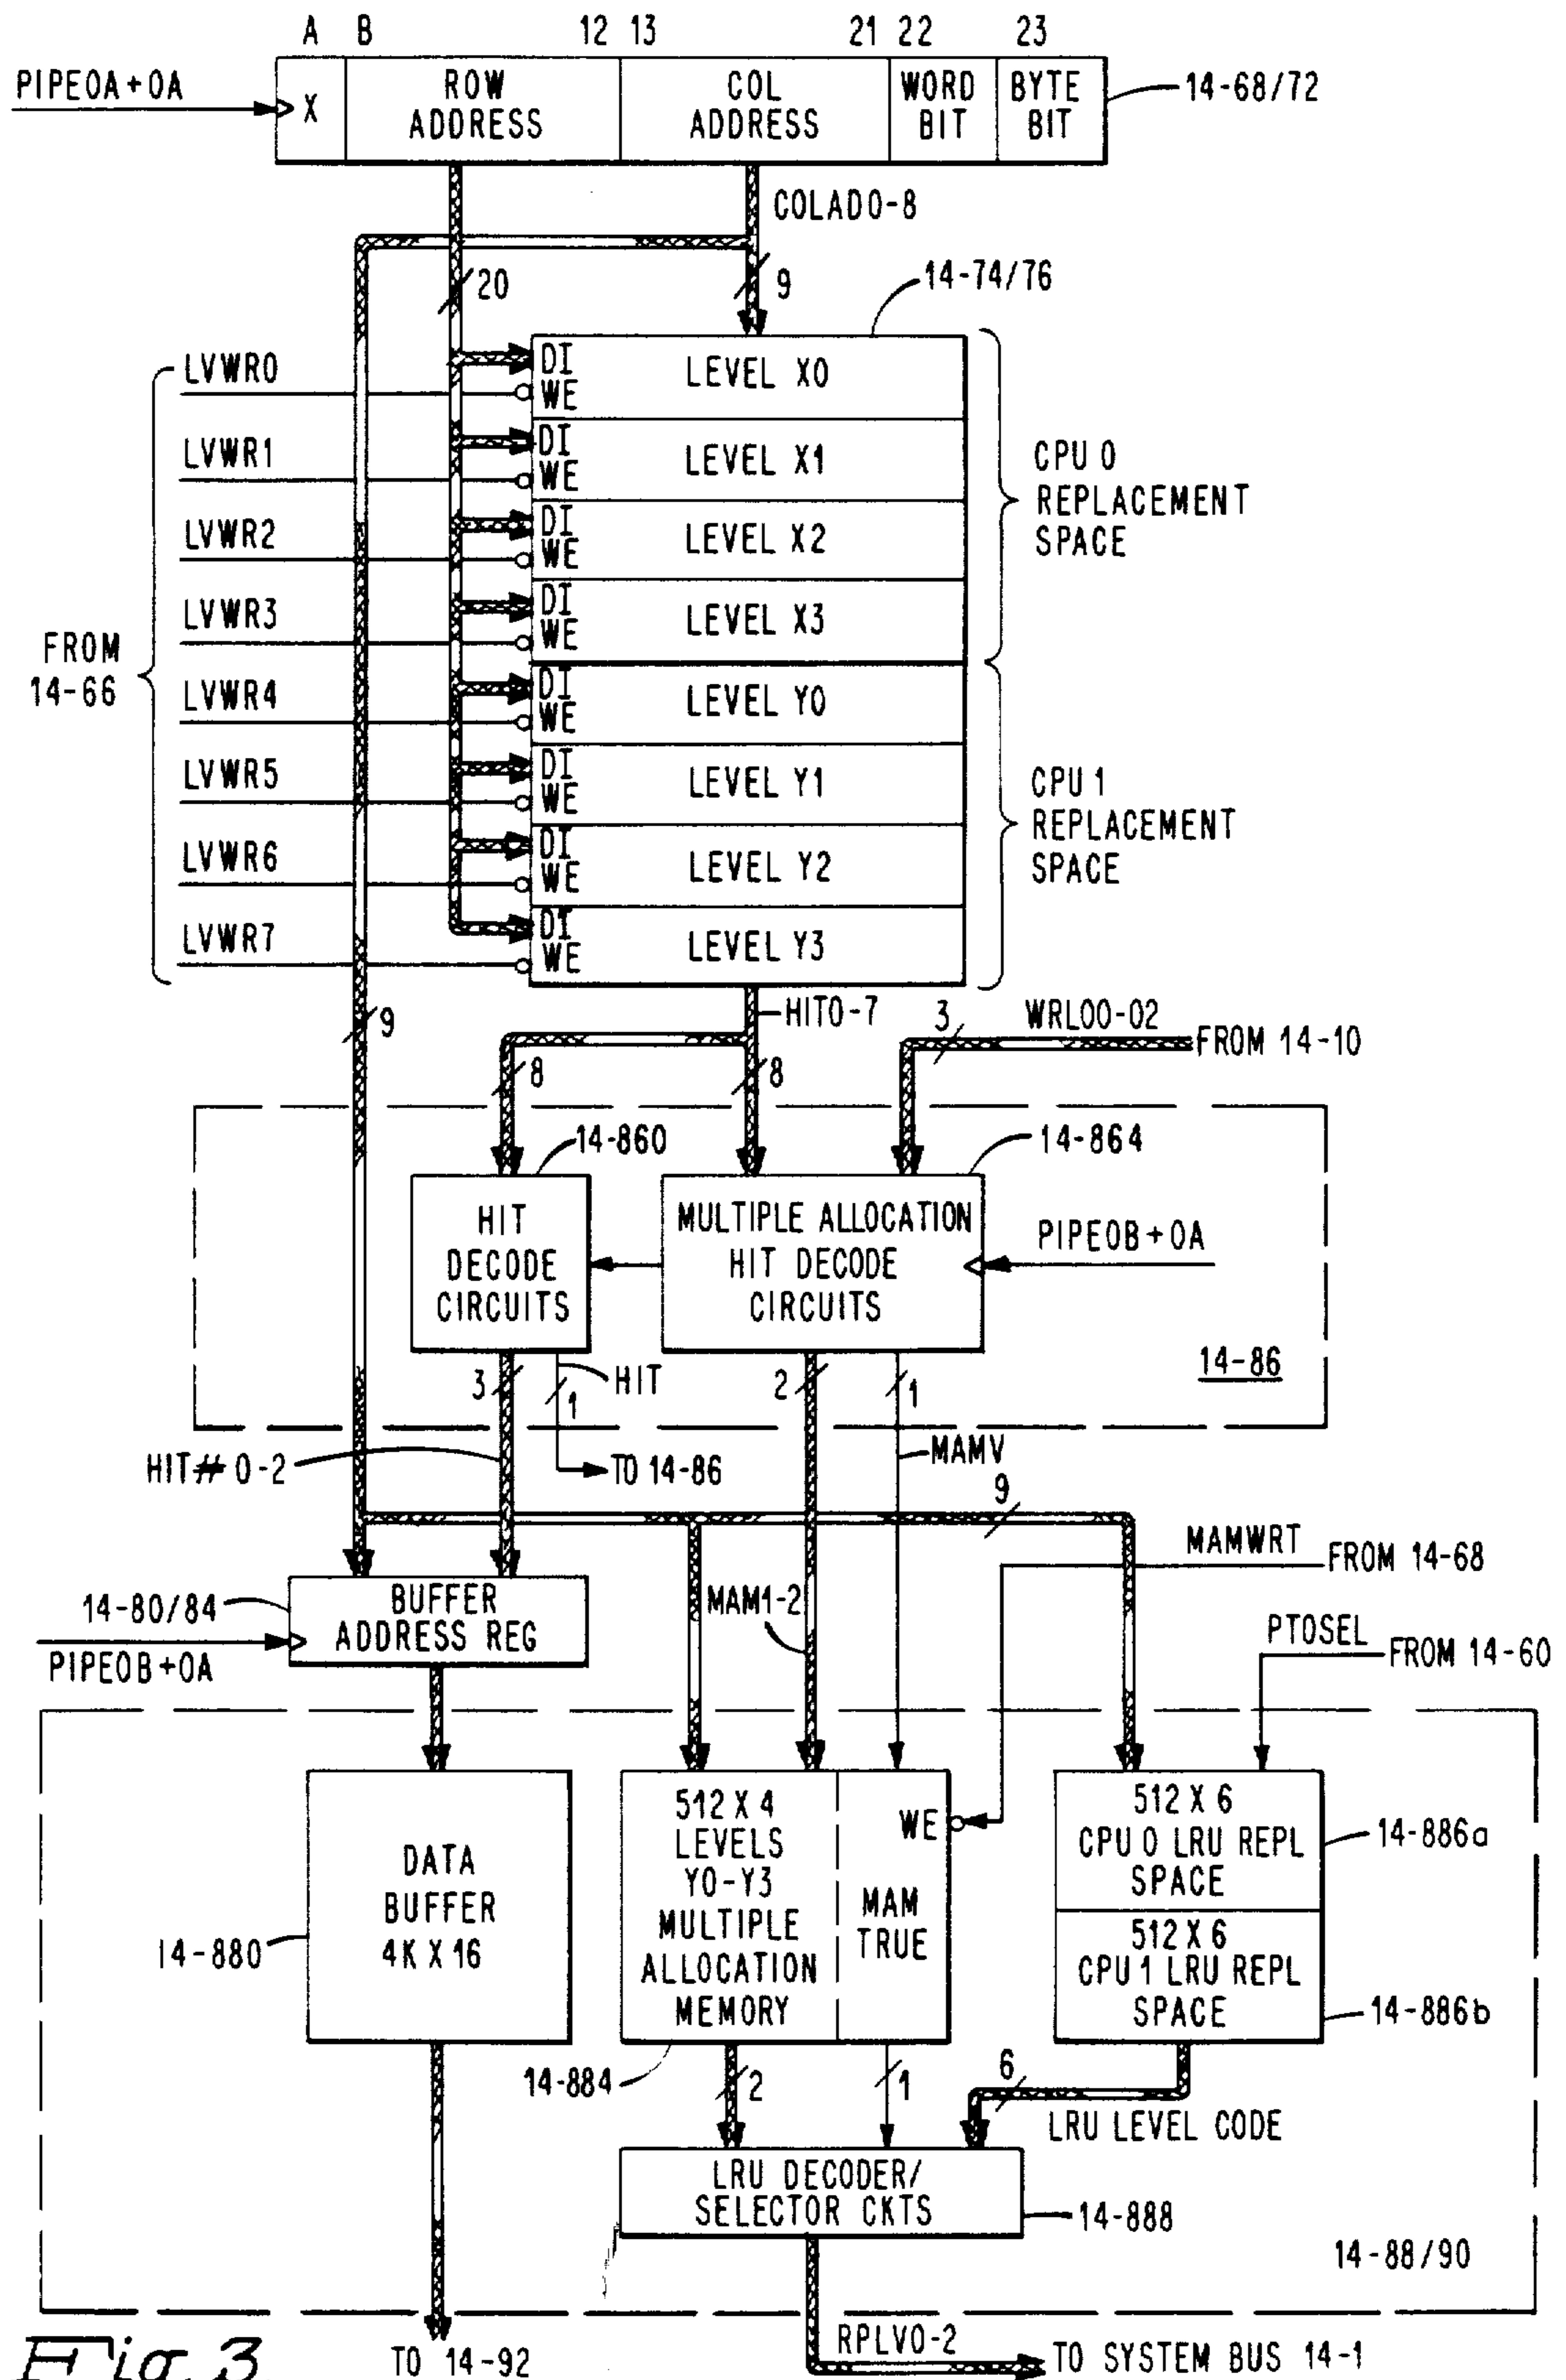 A B 12 13 21 22 23
PIPE0A+0A
X
ROW
ADDRESS
COL
ADDRESS
WORD
BIT
BYTE
BIT
14-68/72
COLAD0-8
20
9
14-74/76
LVWR0
DI
WE
LEVEL X0
LVWR1
DI
WE
LEVEL X1
LVWR2
DI
WE
LEVEL X2
LVWR3
DI
WE
LEVEL X3
CPU 0
REPLACEMENT
SPACE
FROM
14-66
LVWR4
DI
WE
LEVEL Y0
LVWR5
DI
WE
LEVEL Y1
LVWR6
DI
WE
LEVEL Y2
LVWR7
DI
WE
LEVEL Y3
CPU 1
REPLACEMENT
SPACE
9
HIT0-7
3
WRL00-02
FROM 14-10
8
8
14-860
14-864
HIT
DECODE
CIRCUITS
MULTIPLE ALLOCATION
HIT DECODE
CIRCUITS
PIPE0B+0A
14-86
3
HIT
1
2
1
HIT# 0-2
TO 14-86
MAMV
9
MAMWRT
FROM 14-68
14-80/84
BUFFER
ADDRESS REG
PIPE0B+0A
MAM1-2
PTOSEL
FROM 14-60
DATA
BUFFER
4K X 16
14-880
512 X 4
LEVELS
Y0-Y3
MULTIPLE
ALLOCATION
MEMORY
WE
MAM
TRUE
14-884
512 X 6
CPU 0 LRU REPL
SPACE
14-886a
512 X 6
CPU 1 LRU REPL
SPACE
14-886b
2
1
6
LRU LEVEL CODE
LRU DECODER/
SELECTOR CKTS
14-888
14-88/90
Fig. 3
TO 14-92
RPLV0-2
TO SYSTEM BUS 14-1